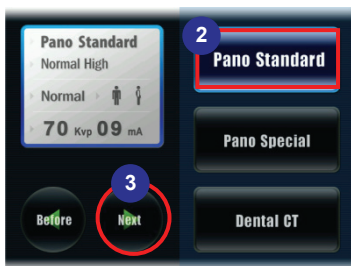 Pano Standard
Normal High
Normal
70 Kvp 09 mA
2
Pano Standard
Pano Special
3
Before
Next
Dental CT